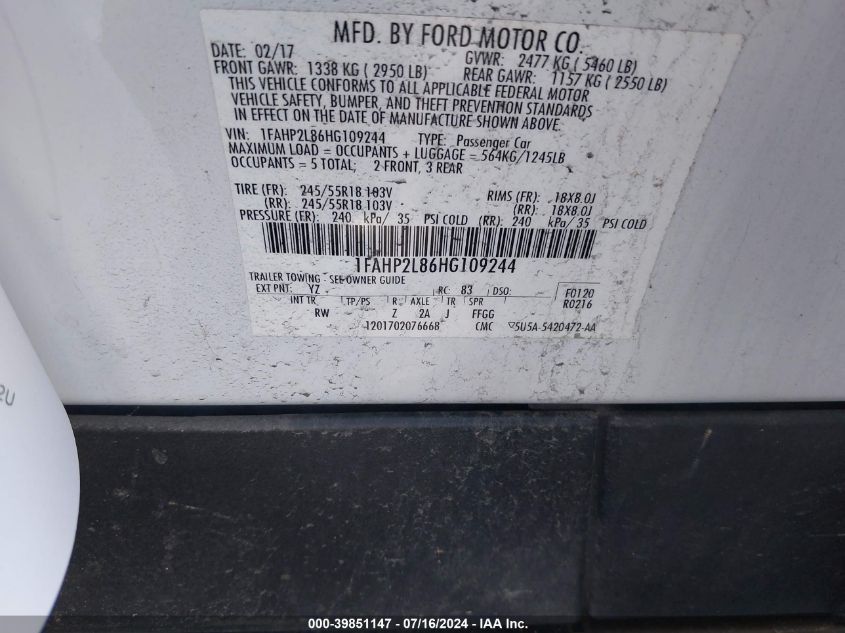 MFD. BY FORD MOTOR CO.
DATE: 02/17 GVWR: 2477 KG ( 5460 LB)
FRONT GAWR: 1338 KG ( 2950 LB) REAR GAWR: 1157 KG ( 2550 LB)
THIS VEHICLE CONFORMS TO ALL APPLICABLE FEDERAL MOTOR
VEHICLE SAFETY, BUMPER, AND THEFT PREVENTION STANDARDS
IN EFFECT ON THE DATE OF MANUFACTURE SHOWN ABOVE.
VIN: 1FAHP2L86HG109244 TYPE: Passenger Car
MAXIMUM LOAD = OCCUPANTS + LUGGAGE = 564KG/1245LB
OCCUPANTS = 5 TOTAL; 2 FRONT, 3 REAR
TIRE (FR): 245/55R18 103V RIMS (FR): 18X8.0J
(RR): 245/55R18 103V (RR): 18X8.0J
PRESSURE (FR): 240 kPa/ 35 PSI COLD (RR): 240 kPa/ 35 PSI COLD
1FAHP2L86HG109244
TRAILER TOWING - SEE OWNER GUIDE
EXT PNT: YZ RC: 83 DSO: F0120
INT TR TP/PS R AXLE TR SPR R0216
RW Z 2A J FFGG
1201702076668 CMC 5U5A-5420472-AA
000-39851147 - 07/16/2024 - IAA Inc.